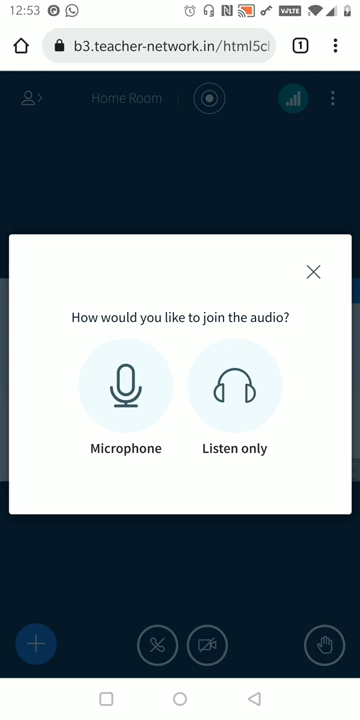 12:53
VoLTE
b3.teacher-network.in/html5cl
1
Home Room
How would you like to join the audio?
Microphone
Listen only